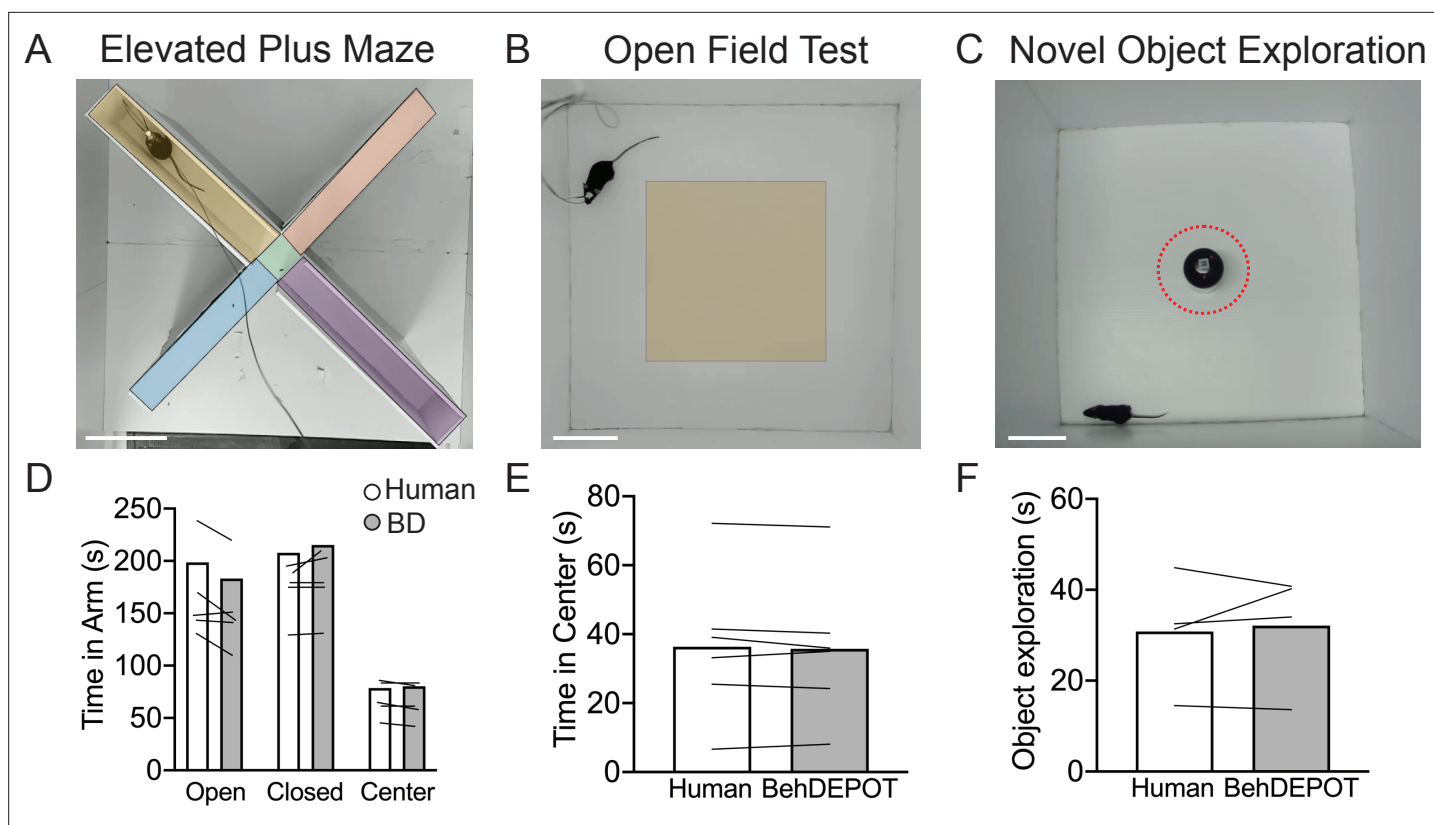 A Elevated Plus Maze
B Open Field Test
C Novel Object Exploration
D
Human
BD
Time in Arm (s)
250
200
150
100
50
0
Open Closed Center
E
Time in Center (s)
80
60
40
20
0
Human BehDEPOT
F
Object exploration (s)
60
40
20
0
Human BehDEPOT